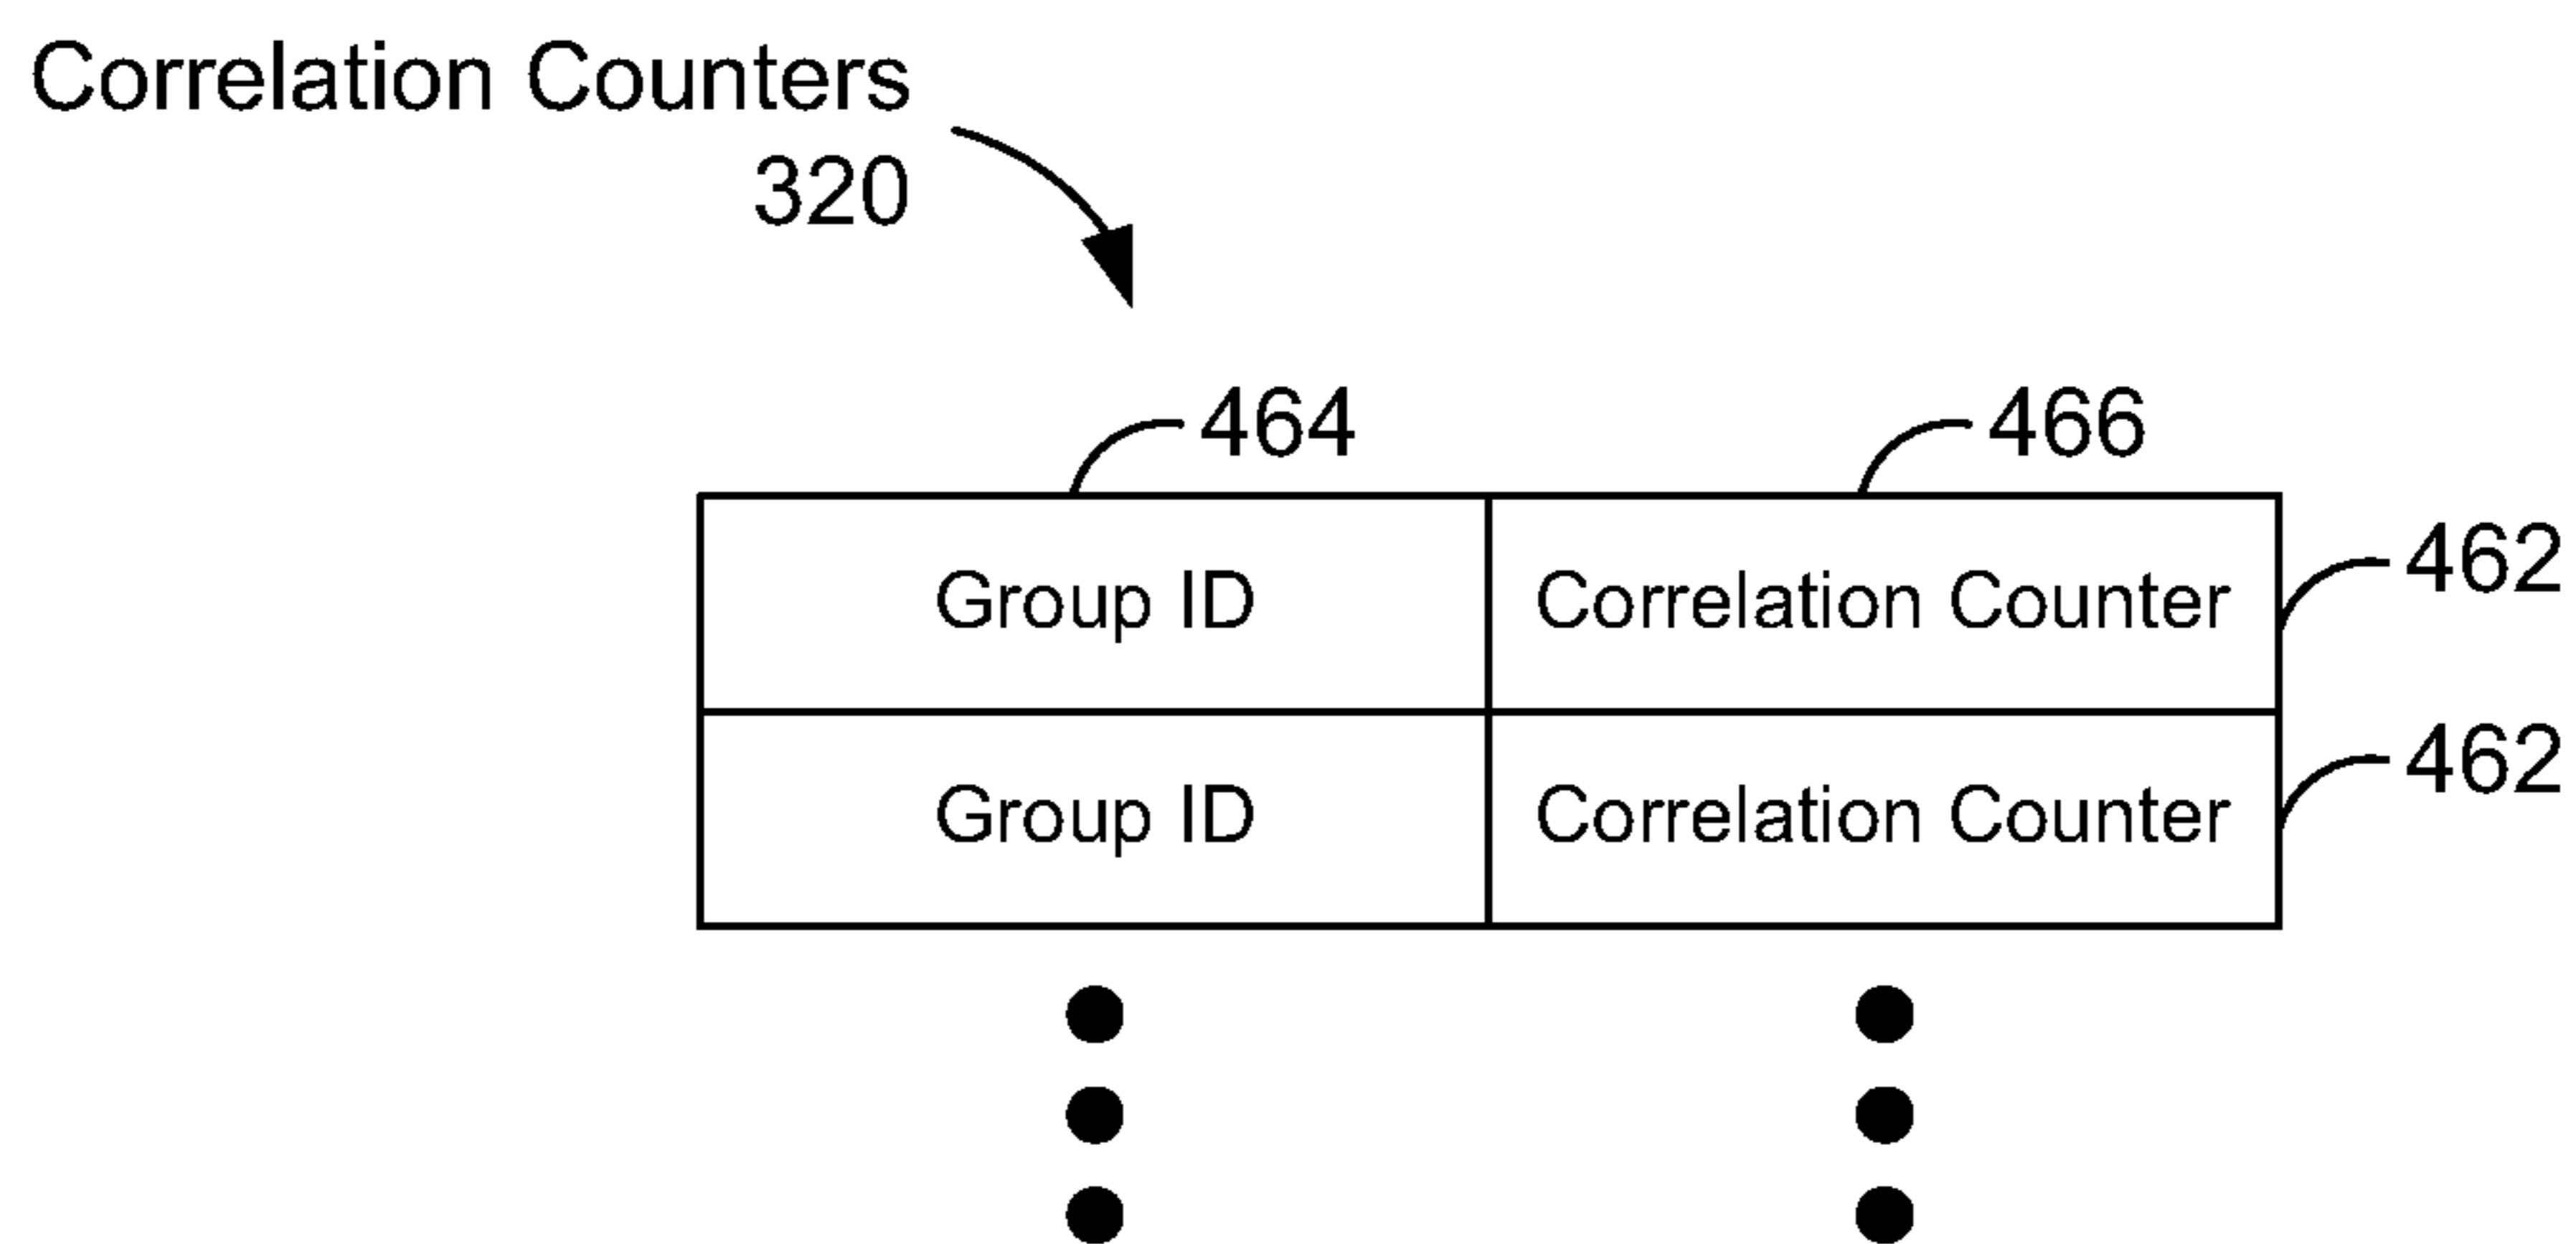 Correlation Counters
320
464 466
Group ID Correlation Counter 462
Group ID Correlation Counter 462